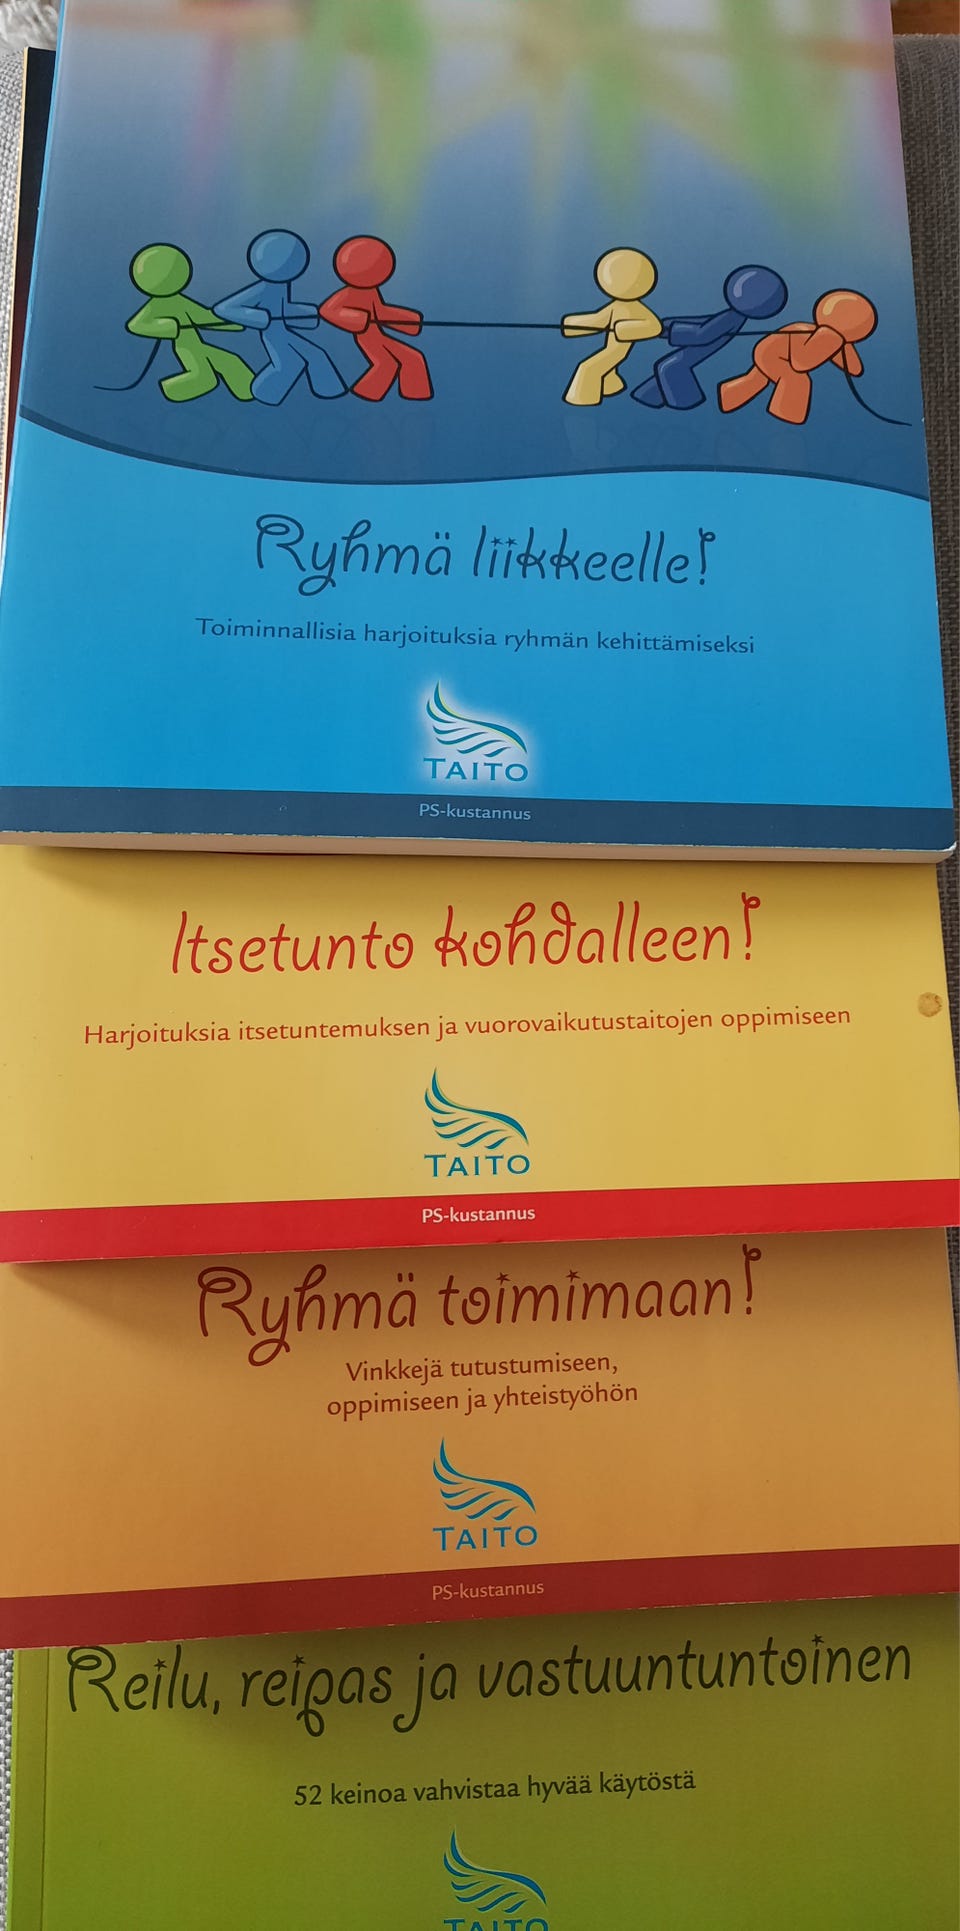 Ryhmä liikkeelle!
Toiminnallisia harjoituksia ryhmän kehittämiseksi
TAITO
PS-kustannus
Itsetunto kohdalleen!
Harjoituksia itsetuntemuksen ja vuorovaikutustaitojen oppimiseen
TAITO
PS-kustannus
Ryhmä toimimaan!
Vinkkejä tutustumiseen,
oppimiseen ja yhteistyöhön
TAITO
PS-kustannus
Reilu, reipas ja vastuuntuntoinen
52 keinoa vahvistaa hyvää käytöstä
TAITO